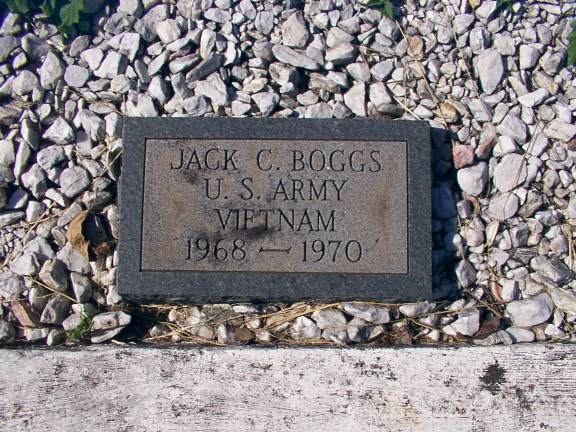 JACK C. BOGGS
U. S. ARMY
VIETNAM
1968 — 1970